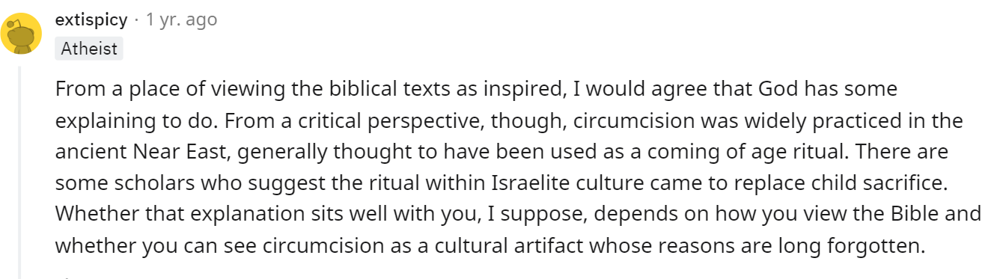 extispicy · 1 yr. ago
Atheist
From a place of viewing the biblical texts as inspired, I would agree that God has some
explaining to do. From a critical perspective, though, circumcision was widely practiced in the
ancient Near East, generally thought to have been used as a coming of age ritual. There are
some scholars who suggest the ritual within Israelite culture came to replace child sacrifice.
Whether that explanation sits well with you, I suppose, depends on how you view the Bible and
whether you can see circumcision as a cultural artifact whose reasons are long forgotten.